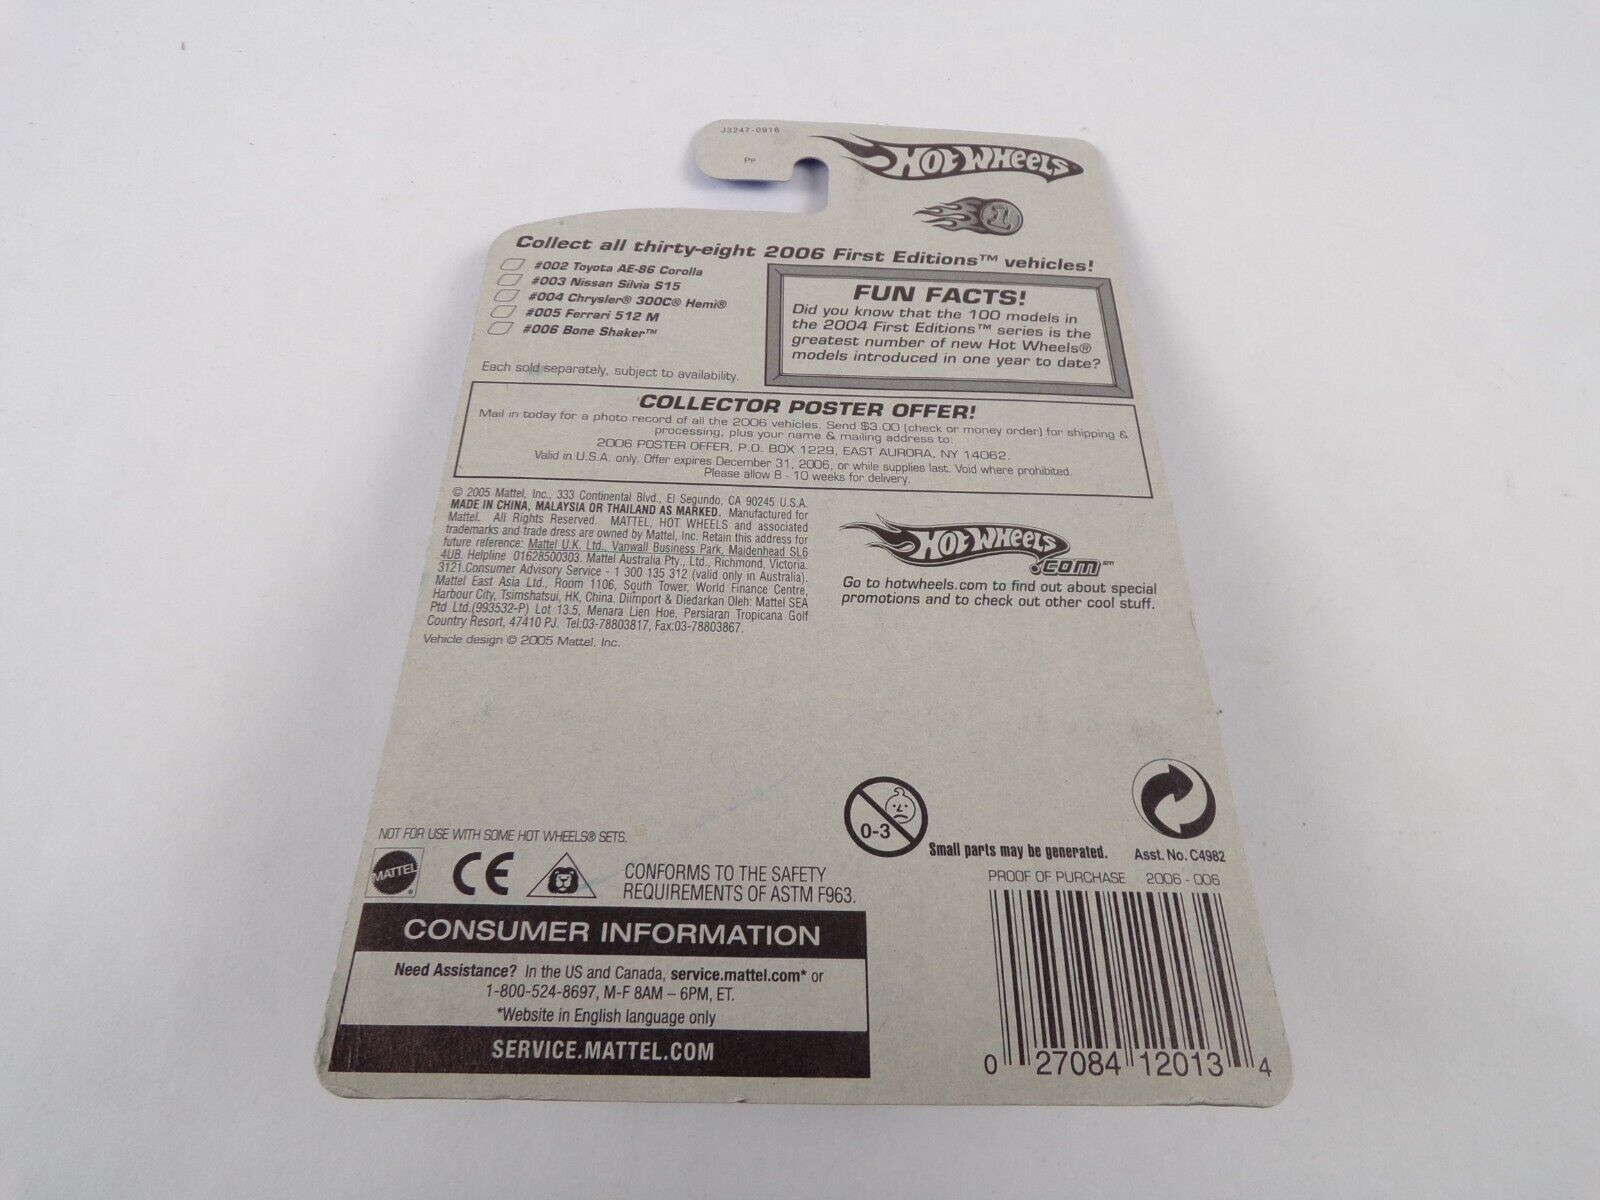 J3247-0916
Pp
HOT WHEELS
1
Collect all thirty-eight 2006 First Editions™ vehicles!
#002 Toyota AE-86 Corolla
#003 Nissan Silvia S15
#004 Chrysler® 300C® Hemi®
#005 Ferrari 512 M
#006 Bone Shaker™
Each sold separately, subject to availability.
FUN FACTS!
Did you know that the 100 models in
the 2004 First Editions™ series is the
greatest number of new Hot Wheels®
models introduced in one year to date?
COLLECTOR POSTER OFFER!
Mail in today for a photo record of all the 2006 vehicles. Send $3.00 (check or money order) for shipping &
processing, plus your name & mailing address to:
2006 POSTER OFFER, P.O. BOX 1229, EAST AURORA, NY 14062.
Valid in U.S.A. only. Offer expires December 31, 2006, or while supplies last. Void where prohibited.
Please allow 8 - 10 weeks for delivery.
© 2005 Mattel, Inc., 333 Continental Blvd., El Segundo, CA 90245 U.S.A.
MADE IN CHINA, MALAYSIA OR THAILAND AS MARKED. Manufactured for
Mattel. All Rights Reserved. MATTEL, HOT WHEELS and associated
trademarks and trade dress are owned by Mattel, Inc. Retain this address for
future reference: Mattel U.K. Ltd., Vanwall Business Park, Maidenhead SL6
4UB. Helpline 01628500303. Mattel Australia Pty., Ltd., Richmond, Victoria.
3121.Consumer Advisory Service - 1 300 135 312 (valid only in Australia).
Mattel East Asia Ltd., Room 1106, South Tower, World Finance Centre,
Harbour City, Tsimshatsui, HK, China. Diimport & Diedarkan Oleh: Mattel SEA
Ptd Ltd.(993532-P) Lot 13.5, Menara Lien Hoe, Persiaran Tropicana Golf
Country Resort, 47410 PJ. Tel:03-78803817, Fax:03-78803867.
Vehicle design © 2005 Mattel, Inc.
HOT WHEELS
.com℠
Go to hotwheels.com to find out about special
promotions and to check out other cool stuff.
0-3
Small parts may be generated.
Asst. No. C4982
NOT FOR USE WITH SOME HOT WHEELS® SETS.
MATTEL®
CE
CONFORMS TO THE SAFETY
REQUIREMENTS OF ASTM F963.
PROOF OF PURCHASE 2006 - 006
CONSUMER INFORMATION
Need Assistance? In the US and Canada, service.mattel.com* or
1-800-524-8697, M-F 8AM – 6PM, ET.
*Website in English language only
SERVICE.MATTEL.COM
0 27084 12013 4